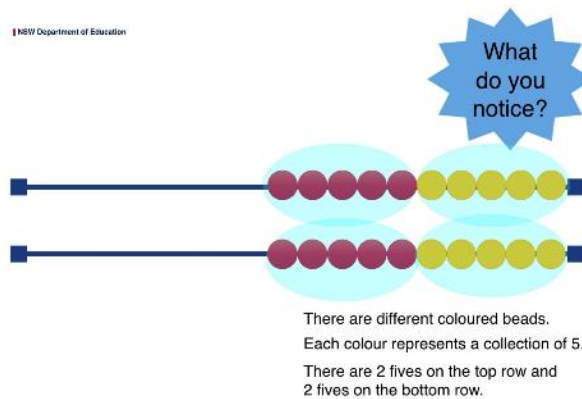 NSW Department of Education
What
do you
notice?
There are different coloured beads.
Each colour represents a collection of 5.
There are 2 fives on the top row and
2 fives on the bottom row.